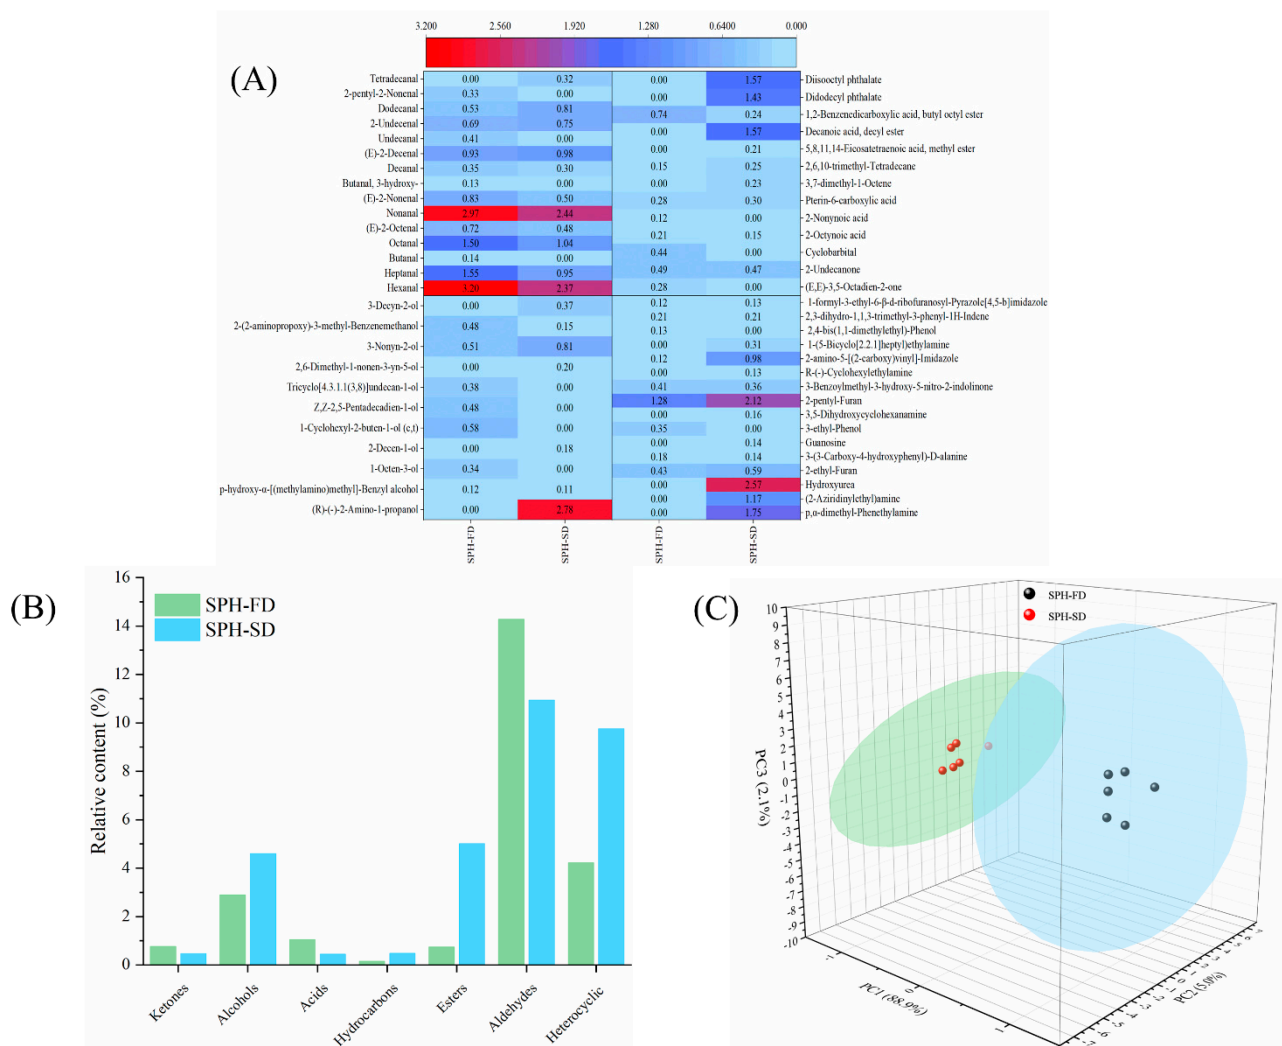 3.200 2.560 1.920 1.280 0.6400 0.000
(A)
Tetradecanal 0.00 0.32
2-pentyl-2-Nonenal 0.33 0.00
Dodecanal 0.53 0.81
2-Undecenal 0.69 0.75
Undecanal 0.41 0.00
(E)-2-Decenal 0.93 0.98
Decanal 0.35 0.30
Butanal, 3-hydroxy- 0.13 0.00
(E)-2-Nonenal 0.83 0.50
Nonanal 2.97 2.44
(E)-2-Octenal 0.72 0.48
Octanal 1.50 1.04
Butanal 0.14 0.00
Heptanal 1.55 0.95
Hexanal 3.20 2.37
3-Decyn-2-ol 0.00 0.37
2-(2-aminopropoxy)-3-methyl-Benzenemethanol 0.48 0.15
3-Nonyn-2-ol 0.51 0.81
2,6-Dimethyl-1-nonen-3-yn-5-ol 0.00 0.20
Tricyclo[4.3.1.1(3,8)]undecan-1-ol 0.38 0.00
Z,Z-2,5-Pentadecadien-1-ol 0.48 0.00
1-Cyclohexyl-2-buten-1-ol (c,t) 0.58 0.00
2-Decen-1-ol 0.00 0.18
1-Octen-3-ol 0.34 0.00
p-hydroxy-α-[(methylamino)methyl]-Benzyl alcohol 0.12 0.11
(R)-(-)-2-Amino-1-propanol 0.00 2.78
0.00 1.57 Diisooctyl phthalate
0.00 1.43 Didodecyl phthalate
0.74 0.24 1,2-Benzenedicarboxylic acid, butyl octyl ester
0.00 1.57 Decanoic acid, decyl ester
0.00 0.21 5,8,11,14-Eicosatetraenoic acid, methyl ester
0.15 0.25 2,6,10-trimethyl-Tetradecane
0.00 0.23 3,7-dimethyl-1-Octene
0.28 0.30 Pterin-6-carboxylic acid
0.12 0.00 2-Nonynoic acid
0.21 0.15 2-Octynoic acid
0.44 0.00 Cyclobarbital
0.49 0.47 2-Undecanone
0.28 0.00 (E,E)-3,5-Octadien-2-one
0.12 0.13 1-formyl-3-ethyl-6-β-d-ribofuranosyl-Pyrazole[4,5-b]imidazole
0.21 0.21 2,3-dihydro-1,1,3-trimethyl-3-phenyl-1H-Indene
0.13 0.00 2,4-bis(1,1-dimethylethyl)-Phenol
0.00 0.31 1-(5-Bicyclo[2.2.1]heptyl)ethylamine
0.12 0.98 2-amino-5-[(2-carboxy)vinyl]-Imidazole
0.00 0.13 R-(-)-Cyclohexylethylamine
0.41 0.36 3-Benzoylmethyl-3-hydroxy-5-nitro-2-indolinone
1.28 2.12 2-pentyl-Furan
0.00 0.16 3,5-Dihydroxycyclohexanamine
0.35 0.00 3-ethyl-Phenol
0.00 0.14 Guanosine
0.18 0.14 3-(3-Carboxy-4-hydroxyphenyl)-D-alanine
0.43 0.59 2-ethyl-Furan
0.00 2.57 Hydroxyurea
0.00 1.17 (2-Aziridinylethyl)amine
0.00 1.75 p,α-dimethyl-Phenethylamine
SPH-FD SPH-SD SPH-FD SPH-SD
(B)
SPH-FD
SPH-SD
Relative content (%)
16
14
12
10
8
6
4
2
0
Ketones Alcohols Acids Hydrocarbons Esters Aldehydes Heterocyclic
(C)
SPH-FD
SPH-SD
PC3 (2.1%)
10
9
8
7
6
5
4
3
2
1
0
-1
-2
-3
-4
-5
-6
-7
-8
-9
-10
-1 0 1
PC1 (88.9%)
-7 -6 -5 -4 -3 -2 -1 0 1 2 3 4 5 6 7
PC2 (5.0%)